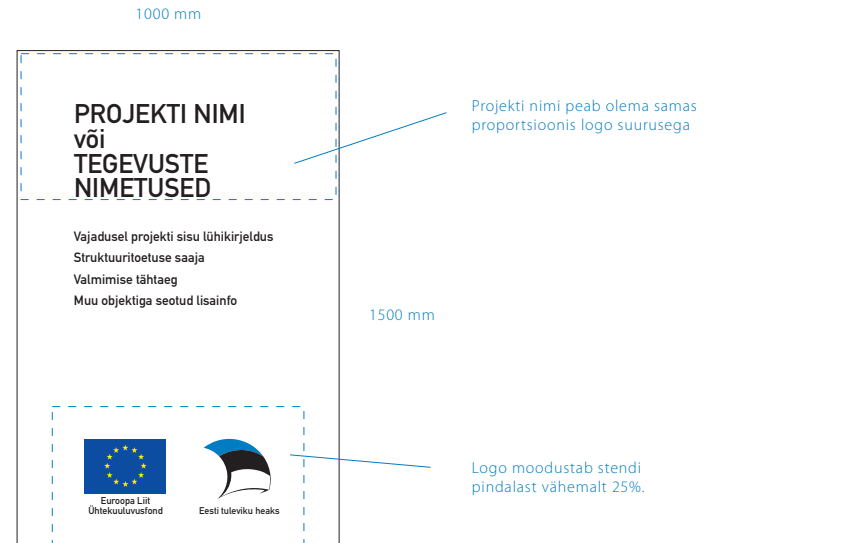 1000 mm
PROJEKTI NIMI
või
TEGEVUSTE
NIMETUSED
Projekti nimi peab olema samas
proportsioonis logo suurusega
Vajadusel projekti sisu lühikirjeldus
Struktuuritoetuse saaja
Valmimise tähtaeg
Muu objektiga seotud lisainfo
1500 mm
Euroopa Liit
Ühtekuuluvusfond
Eesti tuleviku heaks
Logo moodustab stendi
pindalast vähemalt 25%.